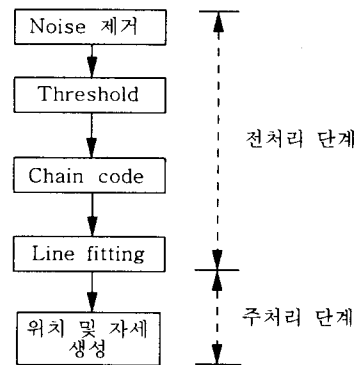 Noise 제거
Threshold
Chain code
Line fitting
위치 및 자세
생성
전처리 단계
주처리 단계